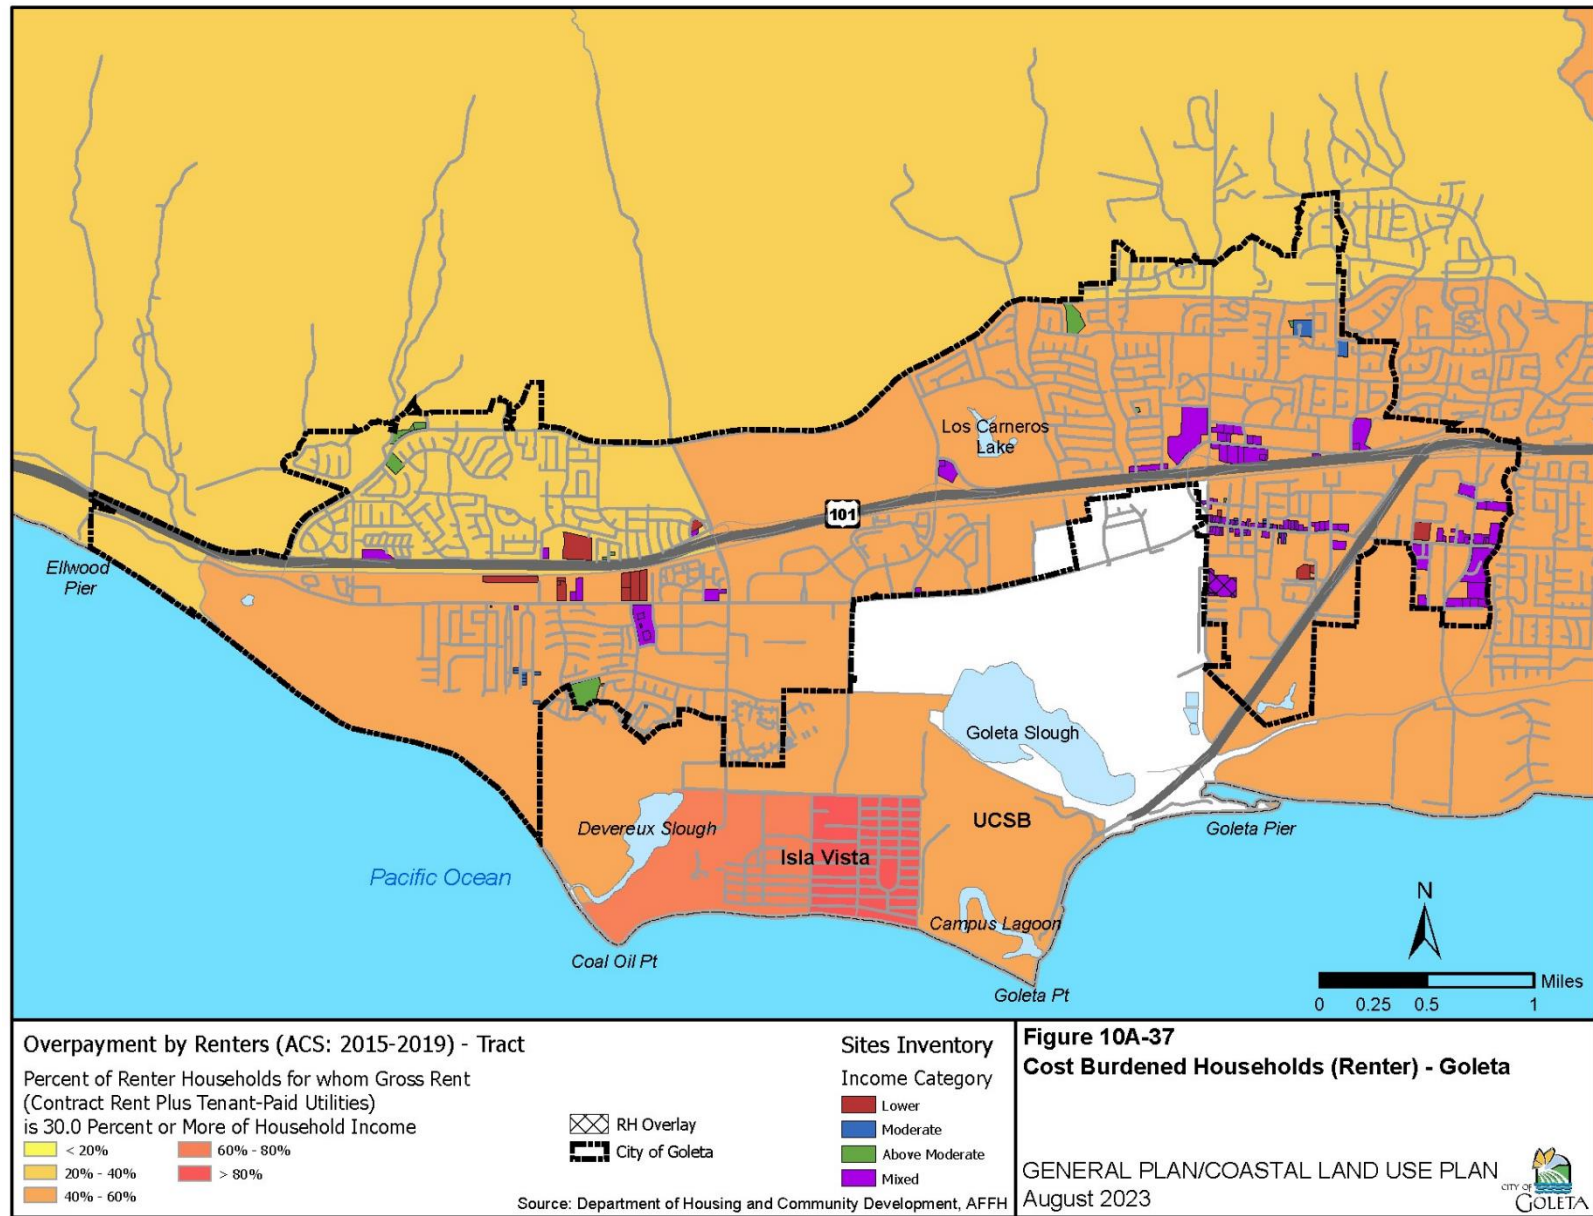 Los Carneros
Lake
101
Ellwood
Pier
Goleta Slough
Devereux Slough
UCSB
Goleta Pier
Isla Vista
Pacific Ocean
Campus Lagoon
Coal Oil Pt
Goleta Pt
N
Miles
0 0.25 0.5 1
Overpayment by Renters (ACS: 2015-2019) - Tract
Percent of Renter Households for whom Gross Rent
(Contract Rent Plus Tenant-Paid Utilities)
is 30.0 Percent or More of Household Income
< 20%
20% - 40%
40% - 60%
60% - 80%
> 80%
RH Overlay
City of Goleta
Sites Inventory
Income Category
Lower
Moderate
Above Moderate
Mixed
Source: Department of Housing and Community Development, AFFH
Figure 10A-37
Cost Burdened Households (Renter) - Goleta
GENERAL PLAN/COASTAL LAND USE PLAN
August 2023
CITY OF
GOLETA